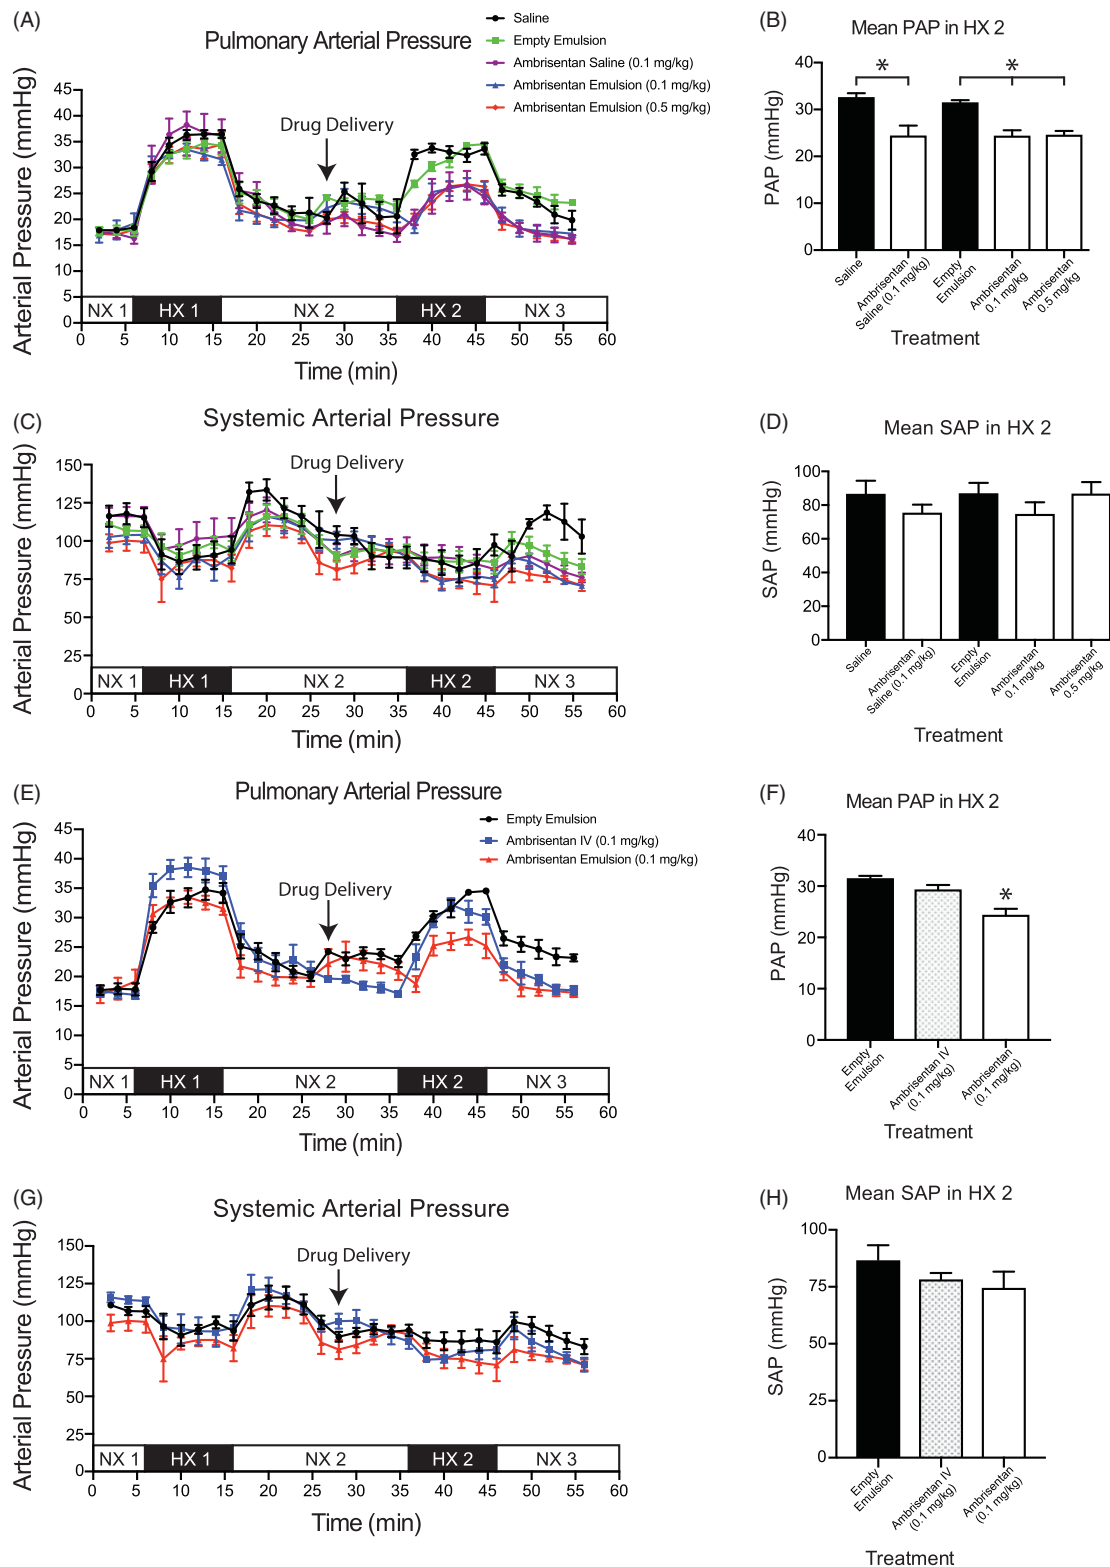 (A)
Pulmonary Arterial Pressure
Saline
Empty Emulsion
Ambrisentan Saline (0.1 mg/kg)
Ambrisentan Emulsion (0.1 mg/kg)
Ambrisentan Emulsion (0.5 mg/kg)
Drug Delivery
Arterial Pressure (mmHg)
45
40
35
30
25
20
15
10
5
0
NX 1 HX 1 NX 2 HX 2 NX 3
0 5 10 15 20 25 30 35 40 45 50 55 60
Time (min)
(B)
Mean PAP in HX 2
* *
PAP (mmHg)
40
30
20
10
0
Saline
Ambrisentan
Saline (0.1 mg/kg)
Empty
Emulsion
Ambrisentan
0.1 mg/kg
Ambrisentan
0.5 mg/kg
Treatment
(C)
Systemic Arterial Pressure
Drug Delivery
Arterial Pressure (mmHg)
150
125
100
75
50
25
0
NX 1 HX 1 NX 2 HX 2 NX 3
0 5 10 15 20 25 30 35 40 45 50 55 60
Time (min)
(D)
Mean SAP in HX 2
SAP (mmHg)
100
80
60
40
20
0
Saline
Ambrisentan
Saline (0.1 mg/kg)
Empty
Emulsion
Ambrisentan
0.1 mg/kg
Ambrisentan
0.5 mg/kg
Treatment
(E)
Pulmonary Arterial Pressure
Empty Emulsion
Ambrisentan IV (0.1 mg/kg)
Ambrisentan Emulsion (0.1 mg/kg)
Drug Delivery
Arterial Pressure (mmHg)
45
40
35
30
25
20
15
10
5
0
NX 1 HX 1 NX 2 HX 2 NX 3
0 5 10 15 20 25 30 35 40 45 50 55 60
Time (min)
(F)
Mean PAP in HX 2
*
PAP (mmHg)
40
30
20
10
0
Empty
Emulsion
Ambrisentan IV
(0.1 mg/kg)
Ambrisentan
(0.1 mg/kg)
Treatment
(G)
Systemic Arterial Pressure
Drug Delivery
Arterial Pressure (mmHg)
150
125
100
75
50
25
0
NX 1 HX 1 NX 2 HX 2 NX 3
0 5 10 15 20 25 30 35 40 45 50 55 60
Time (min)
(H)
Mean SAP in HX 2
SAP (mmHg)
100
75
50
25
0
Empty
Emulsion
Ambrisentan IV
(0.1 mg/kg)
Ambrisentan
(0.1 mg/kg)
Treatment